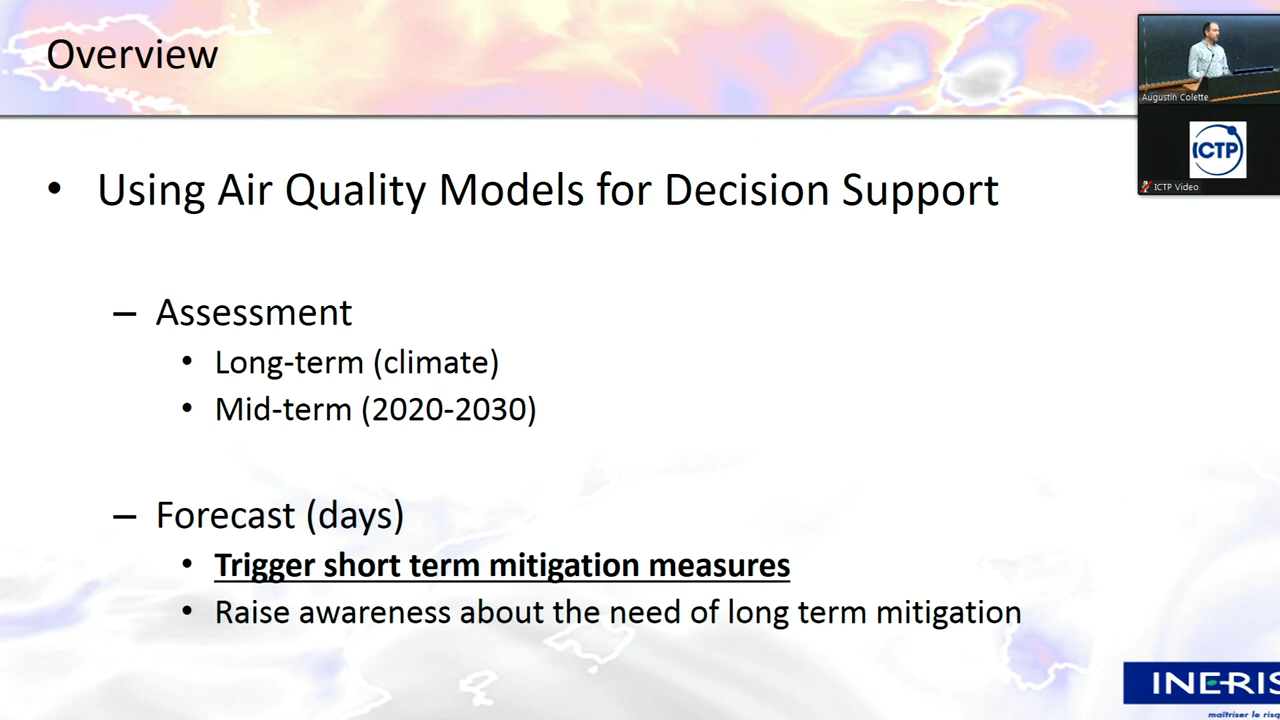 Overview
• Using Air Quality Models for Decision Support
– Assessment
• Long-term (climate)
• Mid-term (2020-2030)
– Forecast (days)
• Trigger short term mitigation measures
• Raise awareness about the need of long term mitigation
Augustin Colette
ICTP
ICTP Video
INERIS
maîtriser le